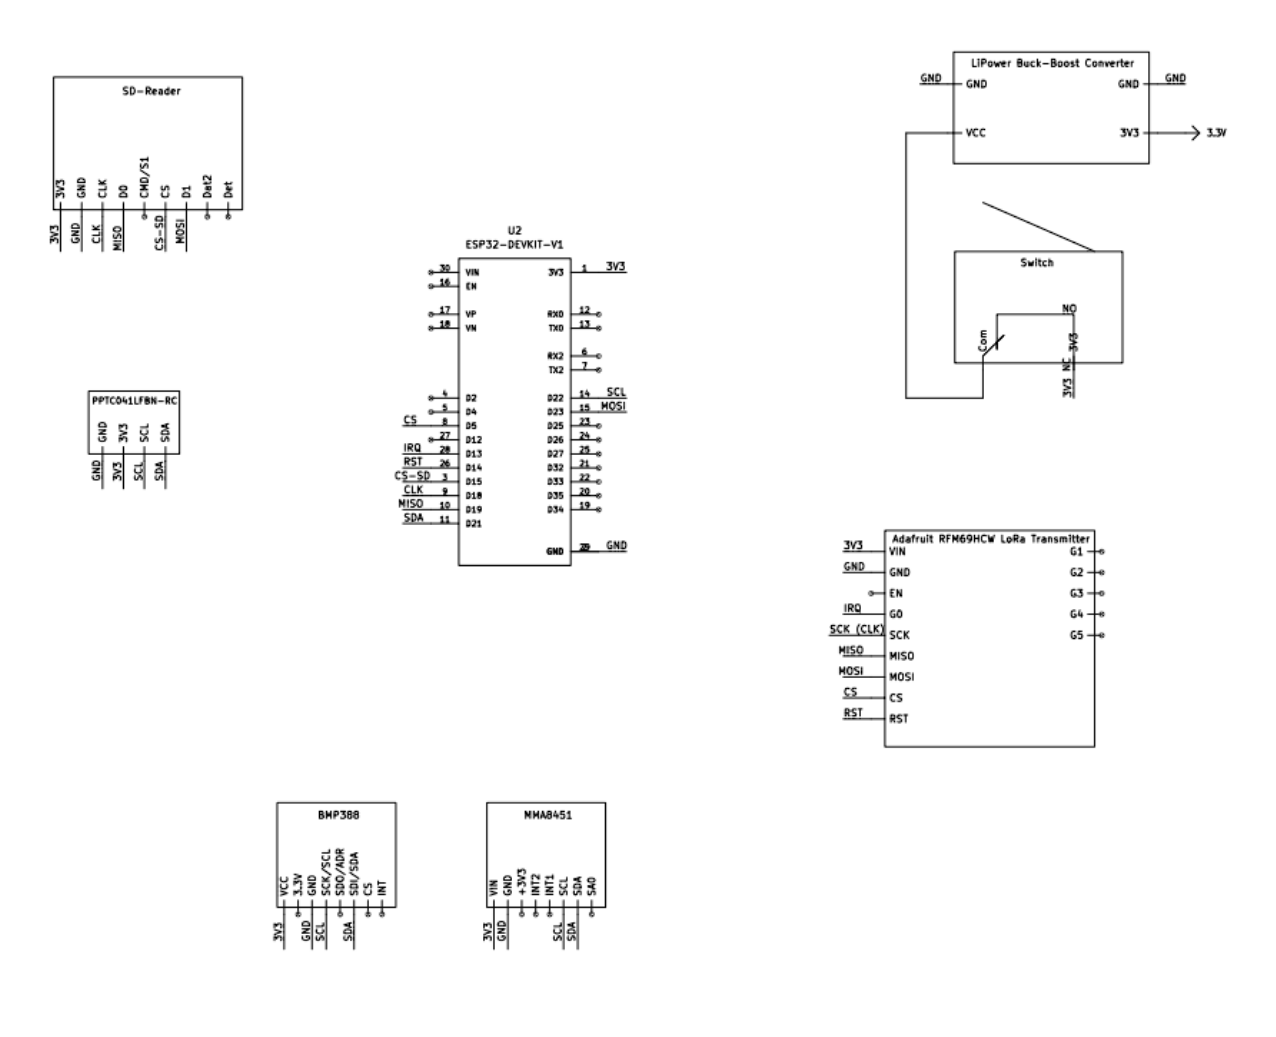 SD-Reader
3V3
GND
CLK
D0
CMD/S1
CS
D1
Dat2
Det
3V3
GND
CLK
MISO
CS-SD
MOSI
LiPower Buck-Boost Converter
GND
GND
GND
GND
VCC
3V3
3.3V
Switch
NO
Com
3V3
NC
3V3
U2
ESP32-DEVKIT-V1
30 VIN
16 EN
17 VP
18 VN
4 D2
5 D4
CS 8 D5
27 D12
IRQ 28 D13
RST 26 D14
CS-SD 3 D15
CLK 9 D18
MISO 10 D19
SDA 11 D21
3V3 1 3V3
RX0 12
TX0 13
RX2 6
TX2 7
D22 14 SCL
D23 15 MOSI
D25 23
D26 24
D27 25
D32 21
D33 22
D35 20
D34 19
GND GND
PPTC041LFBN-RC
GND
3V3
SCL
SDA
GND
3V3
SCL
SDA
Adafruit RFM69HCW LoRa Transmitter
3V3 VIN
GND GND
EN
IRQ G0
SCK (CLK) SCK
MISO MISO
MOSI MOSI
CS CS
RST RST
G1
G2
G3
G4
G5
BMP388
VCC
3.3V
GND
SCK/SCL
SDO/ADR
SDI/SDA
CS
INT
3V3
GND
SCL
SDA
MMA8451
VIN
GND
+3V3
INT2
INT1
SCL
SDA
SA0
3V3
GND
SCL
SDA